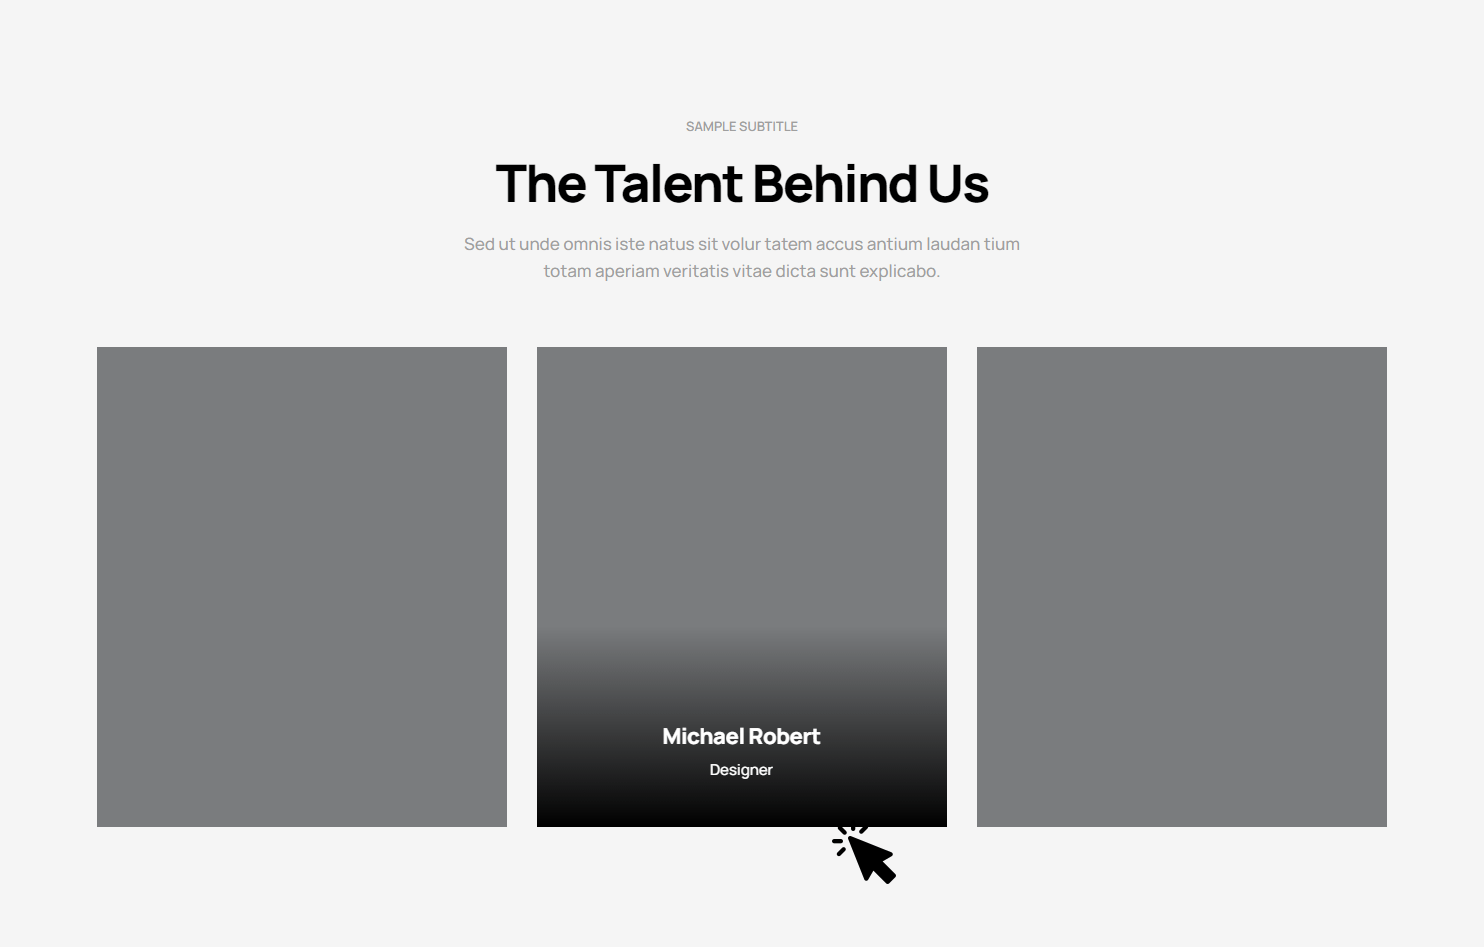 SAMPLE SUBTITLE
The Talent Behind Us
Sed ut unde omnis iste natus sit volur tatem accus antium laudan tium
totam aperiam veritatis vitae dicta sunt explicabo.
Michael Robert
Designer